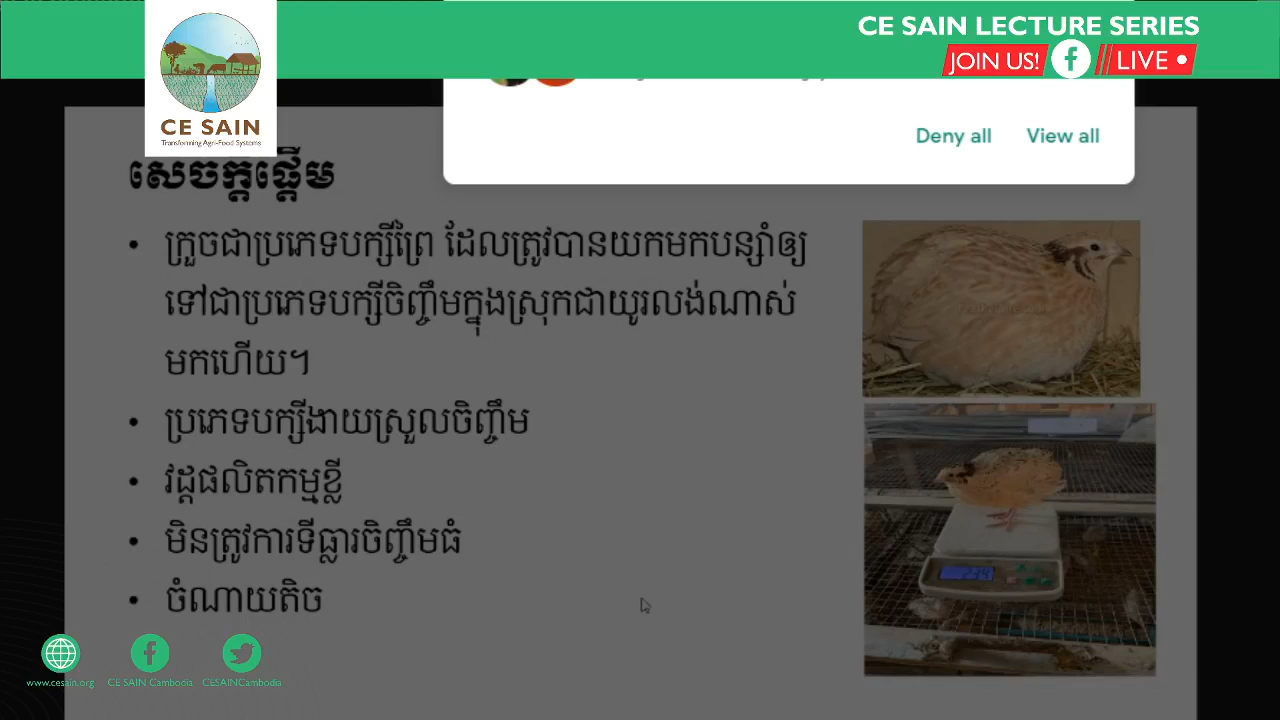 CE SAIN LECTURE SERIES
JOIN US!
LIVE
CE SAIN
Transforming Agri-Food Systems
Deny all
View all
សេចក្តផ្តើម
• ក្រួចជាប្រភេទបក្សីព្រៃ ដែលត្រូវបានយកមកបន្សាំឲ្យ
ទៅជាប្រភេទបក្សីចិញ្ចឹមក្នុងស្រុកជាយូរលង់ណាស់
មកហើយ។
• ប្រភេទបក្សីងាយស្រួលចិញ្ចឹម
• វដ្តផលិតកម្មខ្លី
• មិនត្រូវការទីធ្លារចិញ្ចឹមធំ
• ចំណាយតិច
www.cesain.org
CE SAIN Cambodia
CESAINCambodia